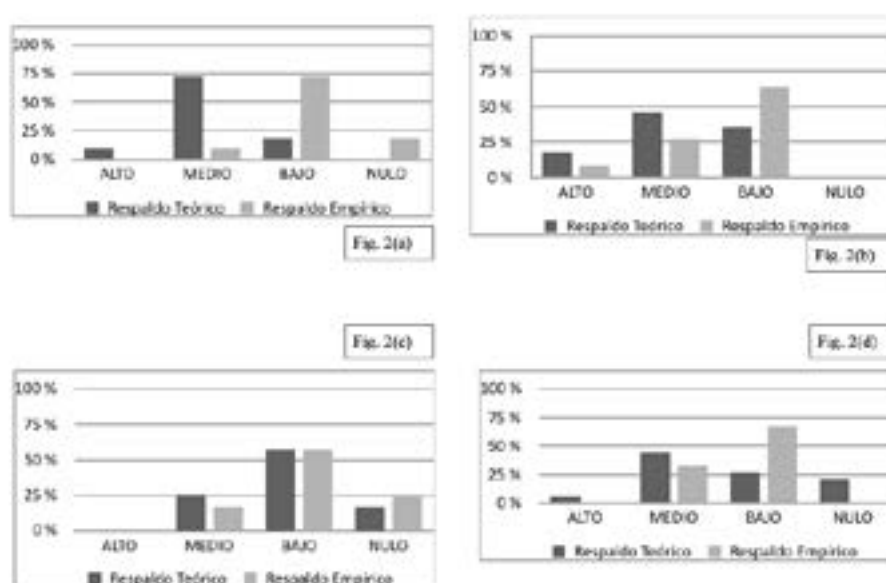 100 %
75 %
50 %
25 %
0 %
ALTO MEDIO BAJO NULO
Respaldo Teórico Respaldo Empírico
Fig. 2(a)
100 %
75 %
50 %
25 %
0 %
ALTO MEDIO BAJO NULO
Respaldo Teórico Respaldo Empírico
Fig. 2(b)
Fig. 2(c)
100 %
75 %
50 %
25 %
0 %
ALTO MEDIO BAJO NULO
Respaldo Teórico Respaldo Empírico
Fig. 2(d)
100 %
75 %
50 %
25 %
0 %
ALTO MEDIO BAJO NULO
Respaldo Teórico Respaldo Empírico